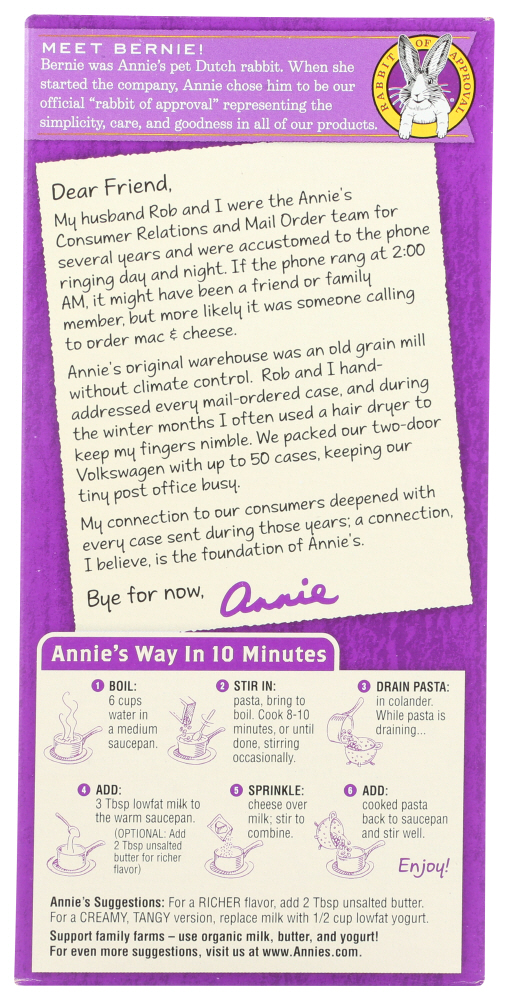 MEET BERNIE!
Bernie was Annie's pet Dutch rabbit. When she
started the company, Annie chose him to be our
official "rabbit of approval" representing the
simplicity, care, and goodness in all of our products.
RABBIT OF APPROVAL
Dear Friend,
My husband Rob and I were the Annie's
Consumer Relations and Mail Order team for
several years and were accustomed to the phone
ringing day and night. If the phone rang at 2:00
AM, it might have been a friend or family
member, but more likely it was someone calling
to order mac & cheese.
Annie's original warehouse was an old grain mill
without climate control. Rob and I hand-
addressed every mail-ordered case, and during
the winter months I often used a hair dryer to
keep my fingers nimble. We packed our two-door
Volkswagen with up to 50 cases, keeping our
tiny post office busy.
My connection to our consumers deepened with
every case sent during those years; a connection,
I believe, is the foundation of Annie's.
Bye for now, Annie
Annie's Way In 10 Minutes
1 BOIL:
6 cups
water in
a medium
saucepan.
2 STIR IN:
pasta, bring to
boil. Cook 8-10
minutes, or until
done, stirring
occasionally.
3 DRAIN PASTA:
in colander.
While pasta is
draining...
4 ADD:
3 Tbsp lowfat milk to
the warm saucepan.
(OPTIONAL: Add
2 Tbsp unsalted
butter for richer
flavor)
5 SPRINKLE:
cheese over
milk; stir to
combine.
6 ADD:
cooked pasta
back to saucepan
and stir well.
Enjoy!
Annie's Suggestions: For a RICHER flavor, add 2 Tbsp unsalted butter.
For a CREAMY, TANGY version, replace milk with 1/2 cup lowfat yogurt.
Support family farms – use organic milk, butter, and yogurt!
For even more suggestions, visit us at www.Annies.com.